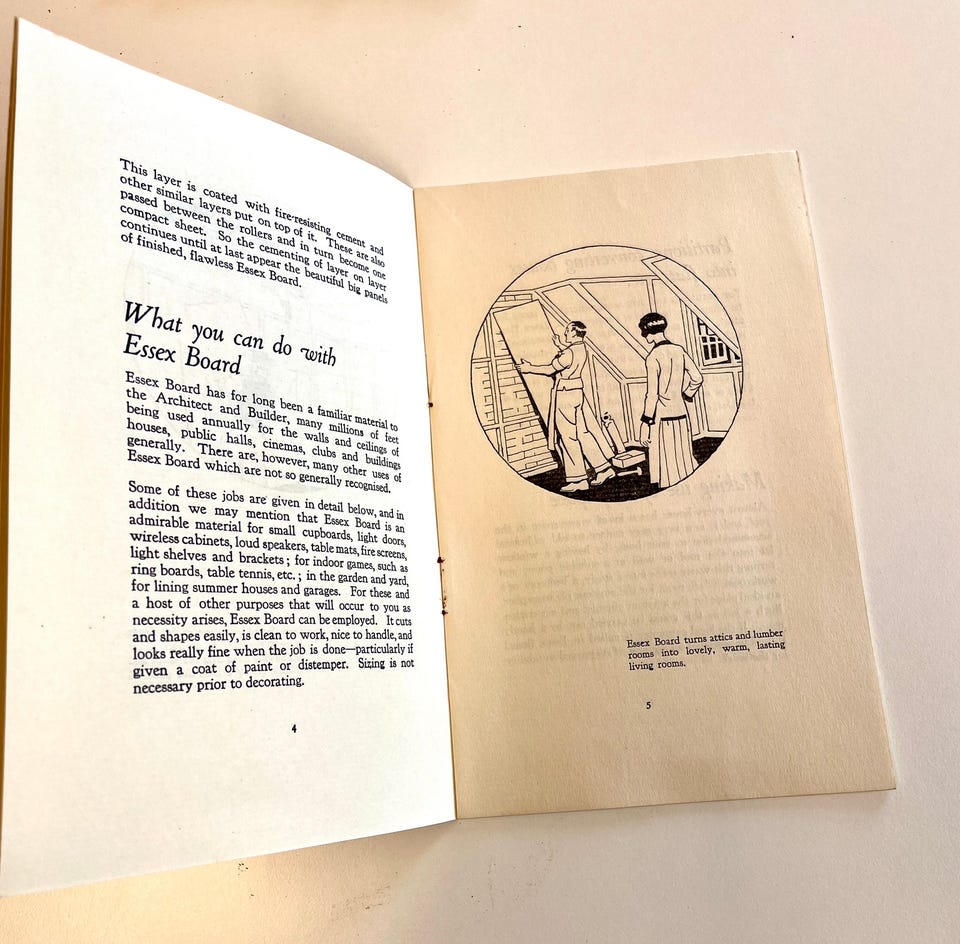 This layer is coated with fire-resisting cement and
other similar layers put on top of it. These are also
passed between the rollers and in turn become one
compact sheet. So the cementing of layer on layer
continues until at last appear the beautiful big panels
of finished, flawless Essex Board.
What you can do with
Essex Board
Essex Board has for long been a familiar material to
the Architect and Builder, many millions of feet
being used annually for the walls and ceilings of
houses, public halls, cinemas, clubs and buildings
generally. There are, however, many other uses of
Essex Board which are not so generally recognised.
Some of these jobs are given in detail below, and in
addition we may mention that Essex Board is an
admirable material for small cupboards, light doors,
wireless cabinets, loud speakers, table mats, fire screens,
light shelves and brackets; for indoor games, such as
ring boards, table tennis, etc.; in the garden and yard,
for lining summer houses and garages. For these and
a host of other purposes that will occur to you as
necessity arises, Essex Board can be employed. It cuts
and shapes easily, is clean to work, nice to handle, and
looks really fine when the job is done—particularly if
given a coat of paint or distemper. Sizing is not
necessary prior to decorating.
4
Essex Board turns attics and lumber
rooms into lovely, warm, lasting
living rooms.
5